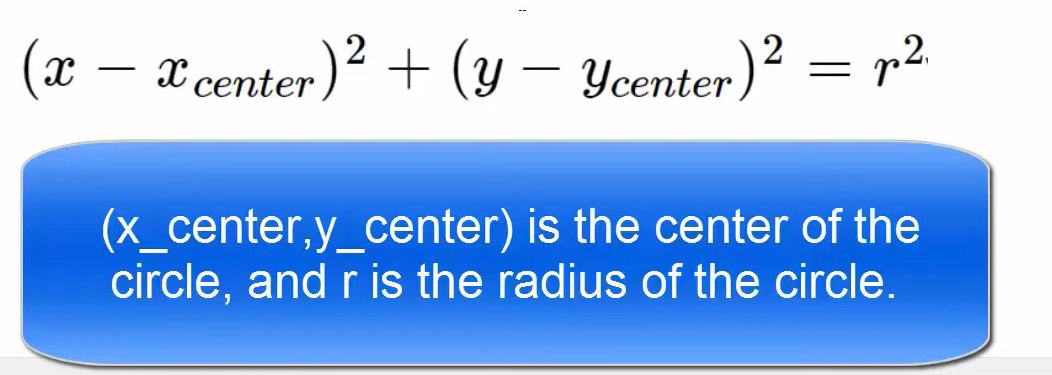 (x − x_center)² + (y − y_center)² = r²
(x_center,y_center) is the center of the
circle, and r is the radius of the circle.